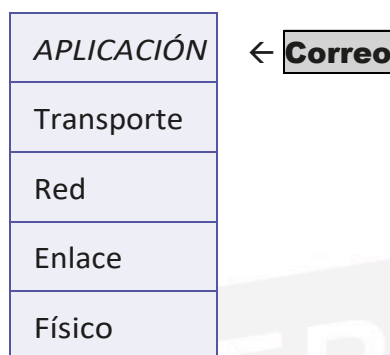 APLICACIÓN ← Correo
Transporte
Red
Enlace
Físico